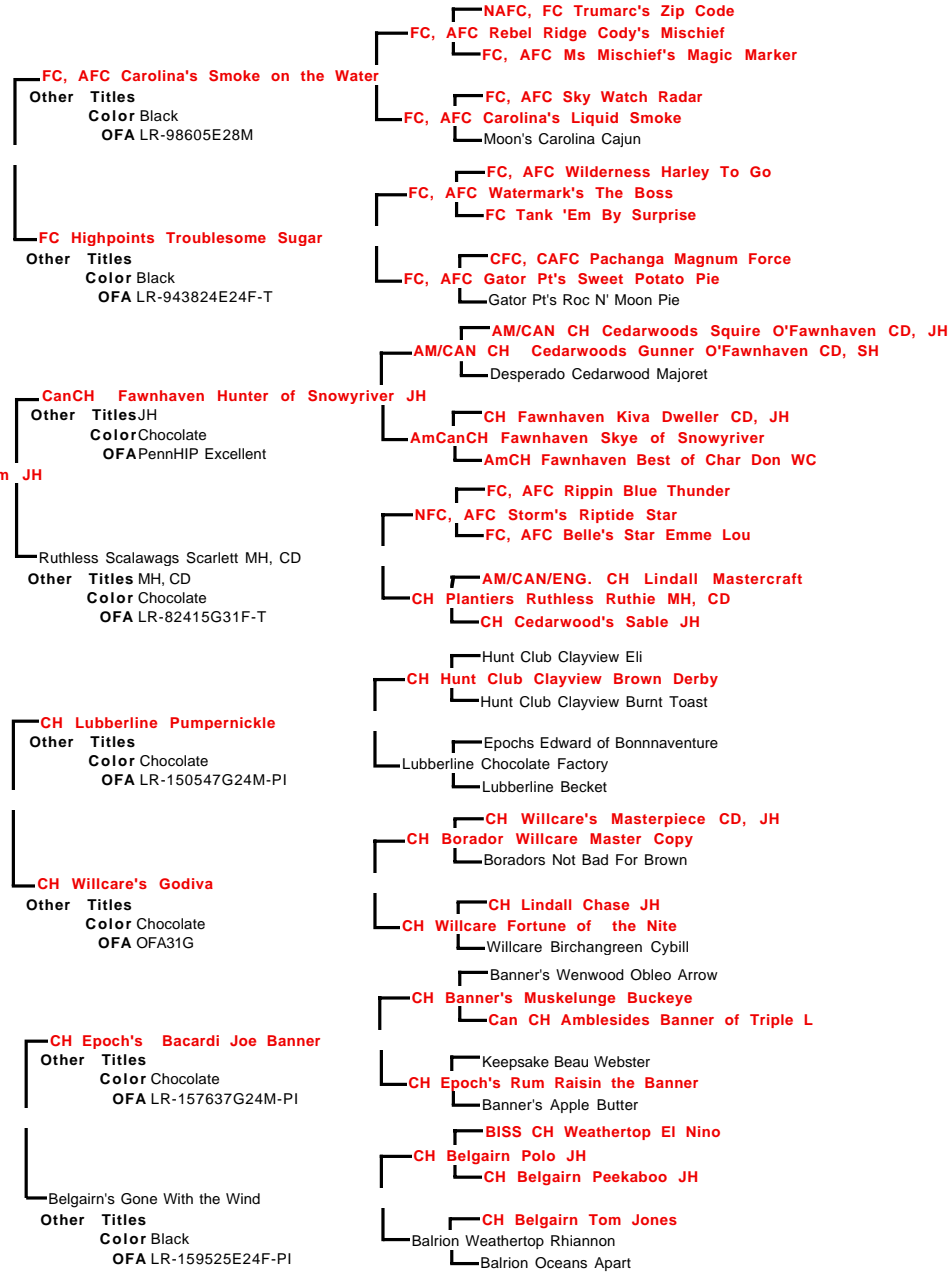 NAFC, FC Trumarc's Zip Code
FC, AFC Rebel Ridge Cody's Mischief
FC, AFC Ms Mischief's Magic Marker
FC, AFC Carolina's Smoke on the Water
Other Titles
Color Black
OFA LR-98605E28M
FC, AFC Sky Watch Radar
FC, AFC Carolina's Liquid Smoke
Moon's Carolina Cajun
FC, AFC Wilderness Harley To Go
FC, AFC Watermark's The Boss
FC Tank 'Em By Surprise
FC Highpoints Troublesome Sugar
Other Titles
Color Black
OFA LR-943824E24F-T
CFC, CAFC Pachanga Magnum Force
FC, AFC Gator Pt's Sweet Potato Pie
Gator Pt's Roc N' Moon Pie
AM/CAN CH Cedarwoods Squire O'Fawnhaven CD, JH
AM/CAN CH Cedarwoods Gunner O'Fawnhaven CD, SH
Desperado Cedarwood Majoret
CanCH Fawnhaven Hunter of Snowyriver JH
Other Titles JH
Color Chocolate
OFA PennHIP Excellent
CH Fawnhaven Kiva Dweller CD, JH
AmCanCH Fawnhaven Skye of Snowyriver
AmCH Fawnhaven Best of Char Don WC
JH
FC, AFC Rippin Blue Thunder
NFC, AFC Storm's Riptide Star
FC, AFC Belle's Star Emme Lou
Ruthless Scalawags Scarlett MH, CD
Other Titles MH, CD
Color Chocolate
OFA LR-82415G31F-T
AM/CAN/ENG. CH Lindall Mastercraft
CH Plantiers Ruthless Ruthie MH, CD
CH Cedarwood's Sable JH
Hunt Club Clayview Eli
CH Hunt Club Clayview Brown Derby
Hunt Club Clayview Burnt Toast
CH Lubberline Pumpernickle
Other Titles
Color Chocolate
OFA LR-150547G24M-PI
Epochs Edward of Bonnnaventure
Lubberline Chocolate Factory
Lubberline Becket
CH Willcare's Masterpiece CD, JH
CH Borador Willcare Master Copy
Boradors Not Bad For Brown
CH Willcare's Godiva
Other Titles
Color Chocolate
OFA OFA31G
CH Lindall Chase JH
CH Willcare Fortune of the Nite
Willcare Birchangreen Cybill
Banner's Wenwood Obleo Arrow
CH Banner's Muskelunge Buckeye
Can CH Amblesides Banner of Triple L
CH Epoch's Bacardi Joe Banner
Other Titles
Color Chocolate
OFA LR-157637G24M-PI
Keepsake Beau Webster
CH Epoch's Rum Raisin the Banner
Banner's Apple Butter
BISS CH Weathertop El Nino
CH Belgairn Polo JH
CH Belgairn Peekaboo JH
Belgairn's Gone With the Wind
Other Titles
Color Black
OFA LR-159525E24F-PI
CH Belgairn Tom Jones
Balrion Weathertop Rhiannon
Balrion Oceans Apart